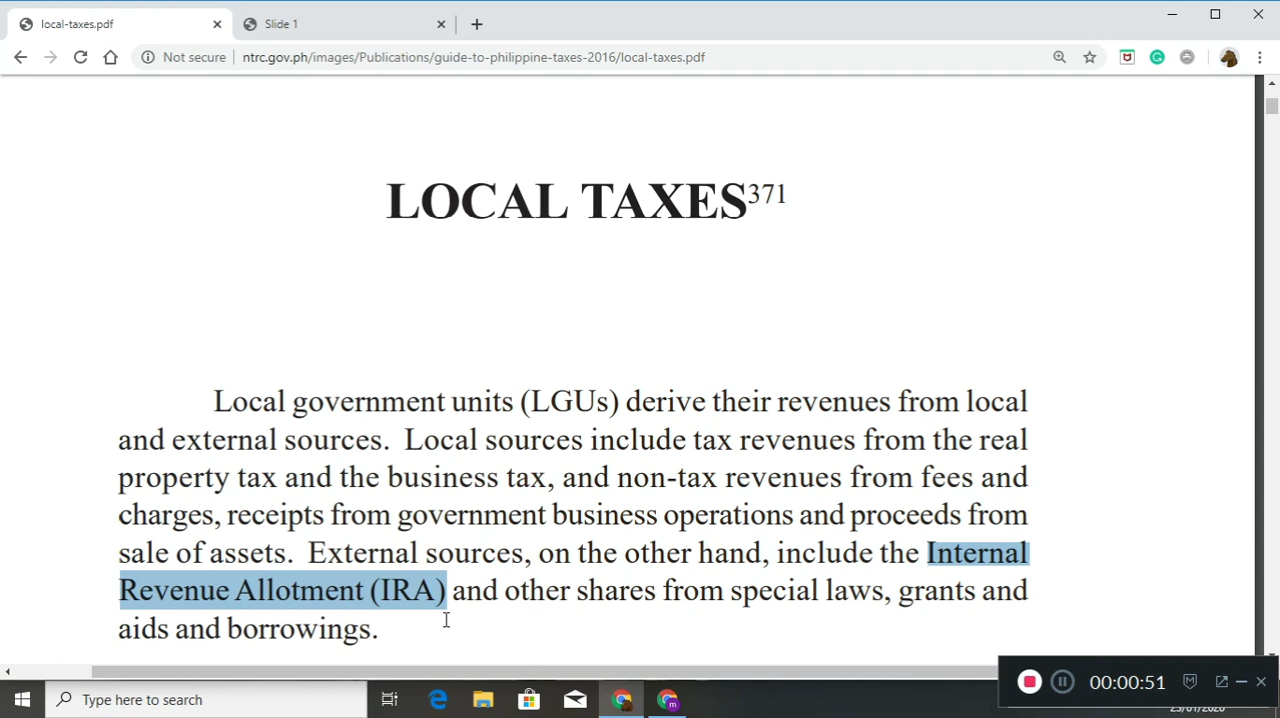 local-taxes.pdf
Slide 1
Not secure
ntrc.gov.ph/images/Publications/guide-to-philippine-taxes-2016/local-taxes.pdf
LOCAL TAXES371
Local government units (LGUs) derive their revenues from local
and external sources. Local sources include tax revenues from the real
property tax and the business tax, and non-tax revenues from fees and
charges, receipts from government business operations and proceeds from
sale of assets. External sources, on the other hand, include the Internal
Revenue Allotment (IRA) and other shares from special laws, grants and
aids and borrowings.
Type here to search
00:00:51
23/01/2020